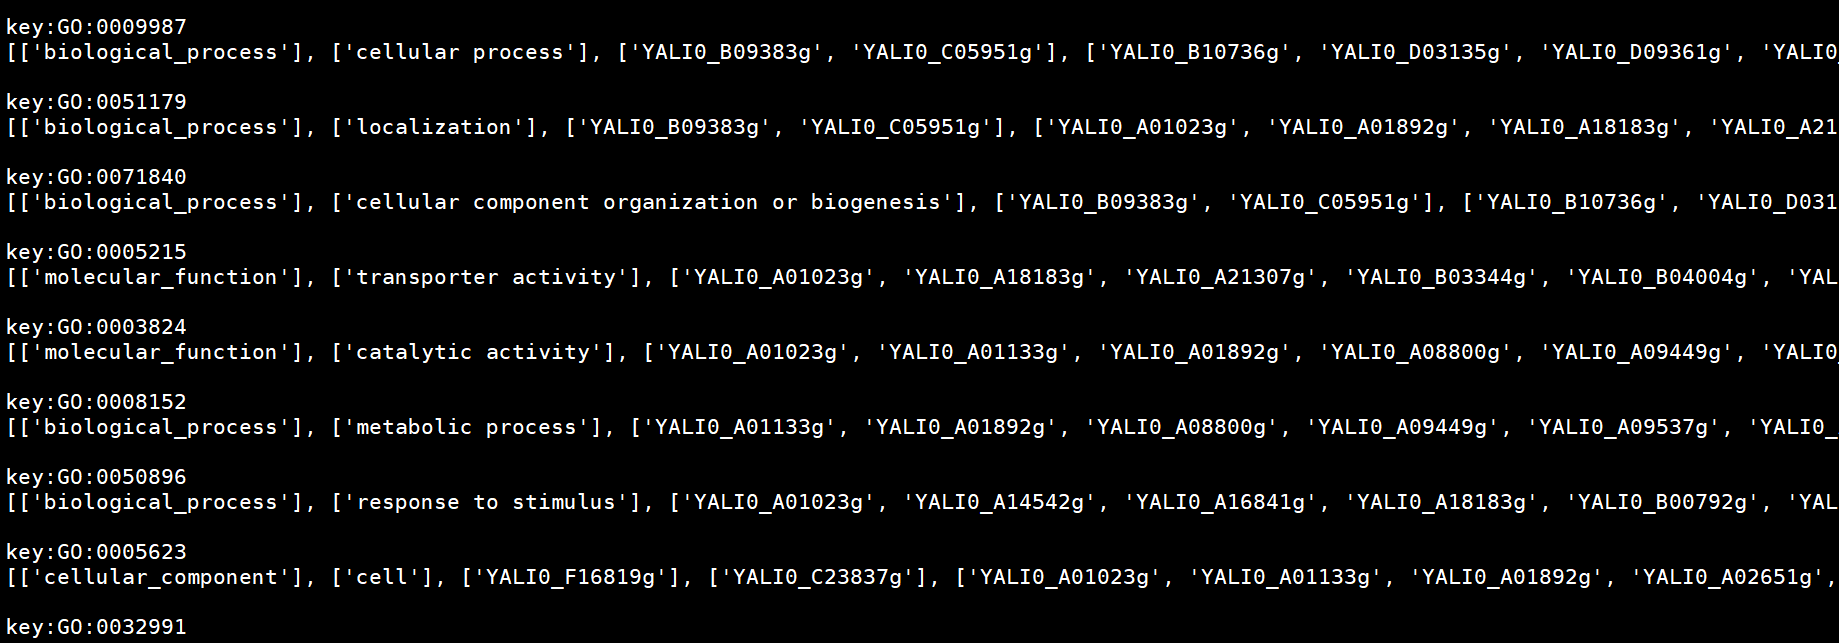 key:GO:0009987
[['biological_process'], ['cellular process'], ['YALI0_B09383g', 'YALI0_C05951g'], ['YALI0_B10736g', 'YALI0_D03135g', 'YALI0_D09361g', 'YALI0_
key:GO:0051179
[['biological_process'], ['localization'], ['YALI0_B09383g', 'YALI0_C05951g'], ['YALI0_A01023g', 'YALI0_A01892g', 'YALI0_A18183g', 'YALI0_A21
key:GO:0071840
[['biological_process'], ['cellular component organization or biogenesis'], ['YALI0_B09383g', 'YALI0_C05951g'], ['YALI0_B10736g', 'YALI0_D031
key:GO:0005215
[['molecular_function'], ['transporter activity'], ['YALI0_A01023g', 'YALI0_A18183g', 'YALI0_A21307g', 'YALI0_B03344g', 'YALI0_B04004g', 'YAL
key:GO:0003824
[['molecular_function'], ['catalytic activity'], ['YALI0_A01023g', 'YALI0_A01133g', 'YALI0_A01892g', 'YALI0_A08800g', 'YALI0_A09449g', 'YALI0_
key:GO:0008152
[['biological_process'], ['metabolic process'], ['YALI0_A01133g', 'YALI0_A01892g', 'YALI0_A08800g', 'YALI0_A09449g', 'YALI0_A09537g', 'YALI0_
key:GO:0050896
[['biological_process'], ['response to stimulus'], ['YALI0_A01023g', 'YALI0_A14542g', 'YALI0_A16841g', 'YALI0_A18183g', 'YALI0_B00792g', 'YAL
key:GO:0005623
[['cellular_component'], ['cell'], ['YALI0_F16819g'], ['YALI0_C23837g'], ['YALI0_A01023g', 'YALI0_A01133g', 'YALI0_A01892g', 'YALI0_A02651g',
key:GO:0032991